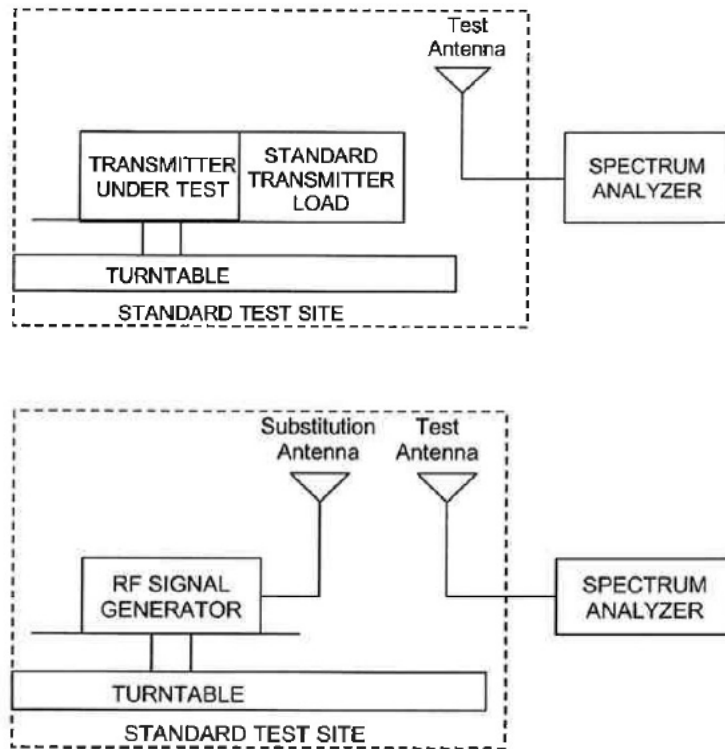 Test
Antenna
TRANSMITTER
UNDER TEST
STANDARD
TRANSMITTER
LOAD
SPECTRUM
ANALYZER
TURNTABLE
STANDARD TEST SITE
Substitution
Antenna
Test
Antenna
RF SIGNAL
GENERATOR
SPECTRUM
ANALYZER
TURNTABLE
STANDARD TEST SITE